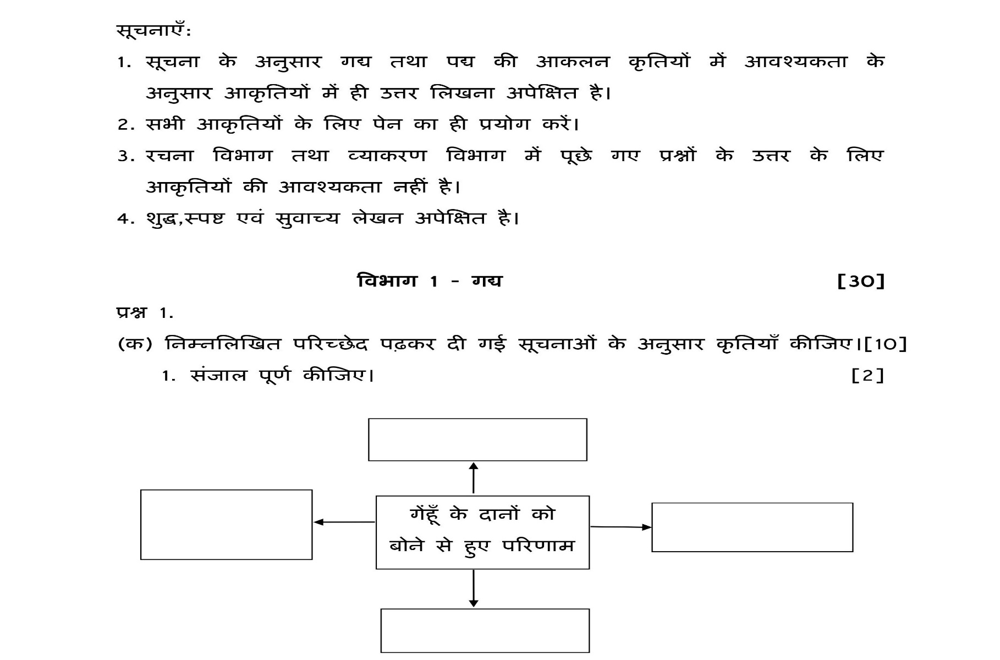 सूचनाएँ:
1. सूचना के अनुसार गद्य तथा पद्य की आकलन कृतियों में आवश्यकता के
अनुसार आकृतियों में ही उत्तर लिखना अपेक्षित है।
2. सभी आकृतियों के लिए पेन का ही प्रयोग करें।
3. रचना विभाग तथा व्याकरण विभाग में पूछे गए प्रश्नों के उत्तर के लिए
आकृतियों की आवश्यकता नहीं है।
4. शुद्ध,स्पष्ट एवं सुवाच्य लेखन अपेक्षित है।
विभाग 1 - गद्य [30]
प्रश्न 1.
(क) निम्नलिखित परिच्छेद पढ़कर दी गई सूचनाओं के अनुसार कृतियाँ कीजिए।[10]
1. संजाल पूर्ण कीजिए। [2]
गेंहूँ के दानों को
बोने से हुए परिणाम